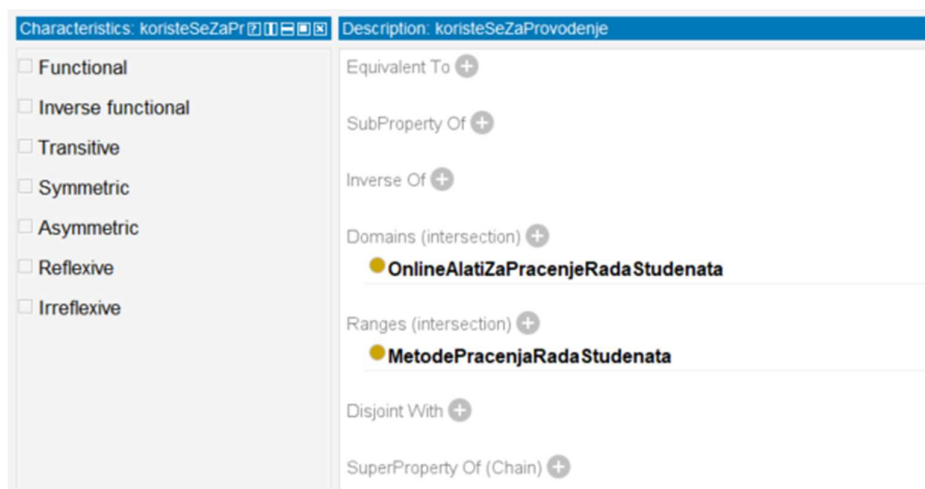 Characteristics: koristeSeZaPr
Functional
Inverse functional
Transitive
Symmetric
Asymmetric
Reflexive
Irreflexive
Description: koristeSeZaProvodenje
Equivalent To
SubProperty Of
Inverse Of
Domains (intersection)
OnlineAlatiZaPracenjeRadaStudenata
Ranges (intersection)
MetodePracenjaRadaStudenata
Disjoint With
SuperProperty Of (Chain)